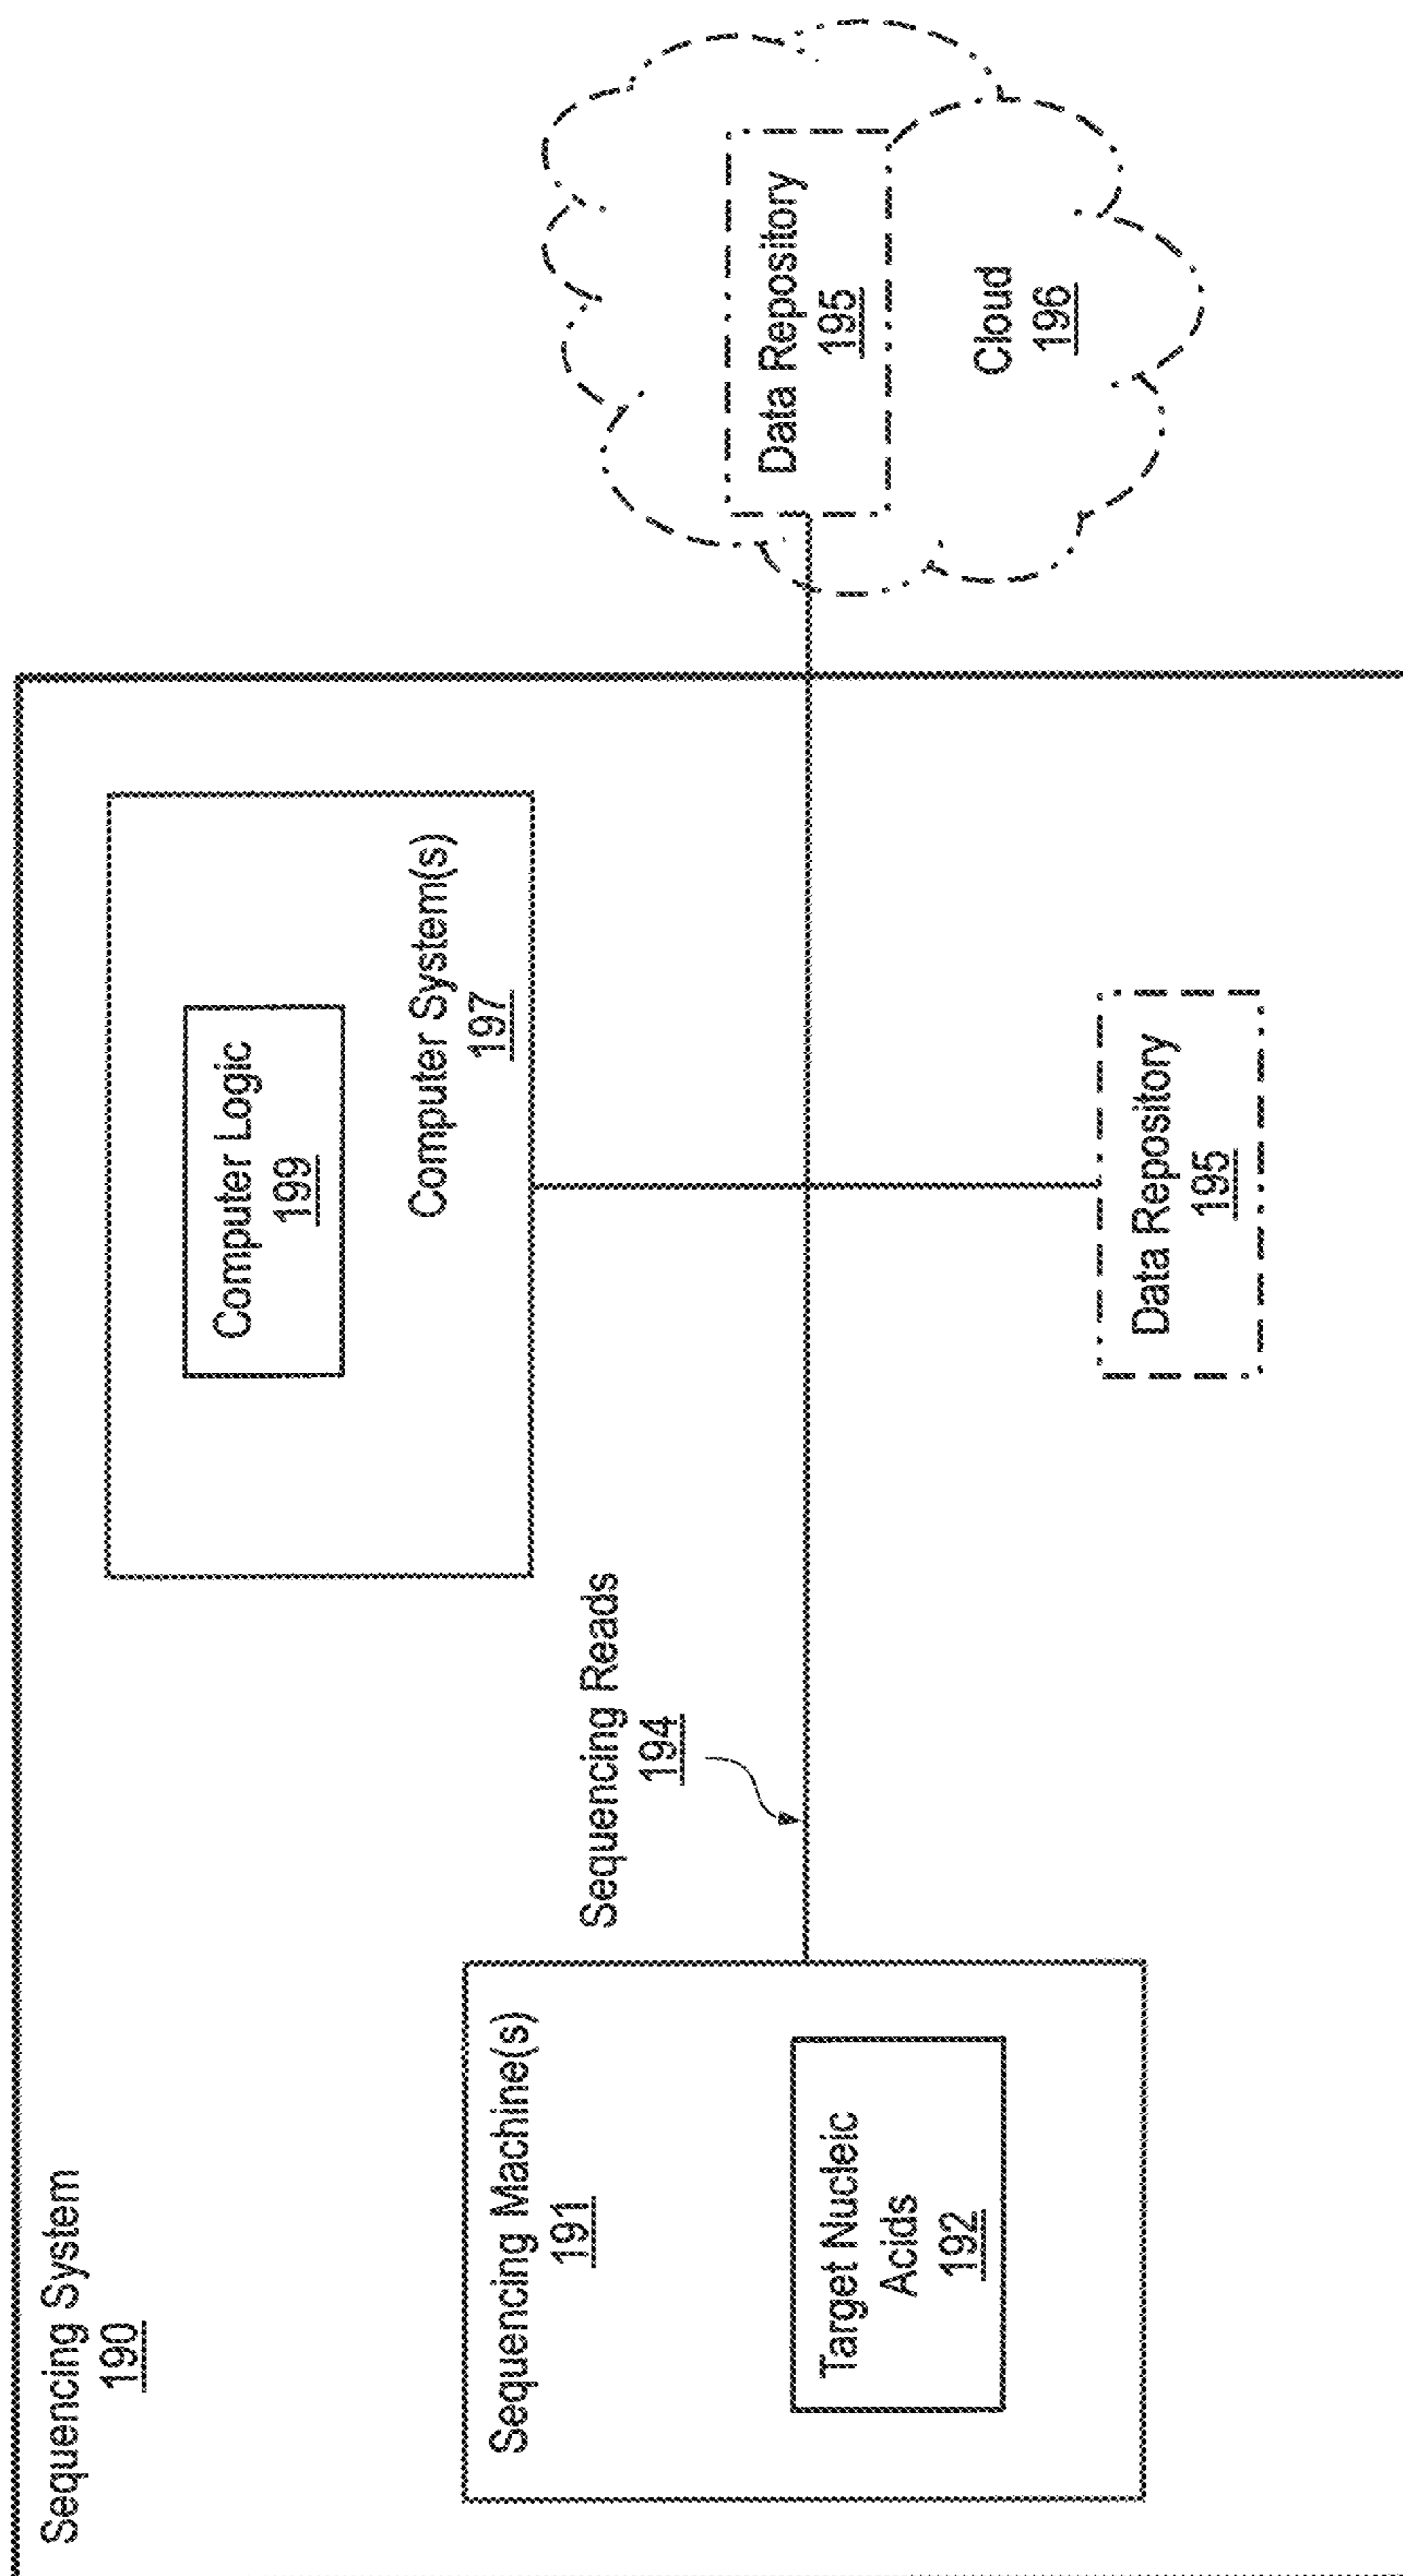 Sequencing System
190
Computer Logic
199
Computer System(s)
197
Sequencing Machine(s)
191
Sequencing Reads
194
Data Repository
195
Target Nucleic
Acids
192
Cloud
196
Data Repository
195